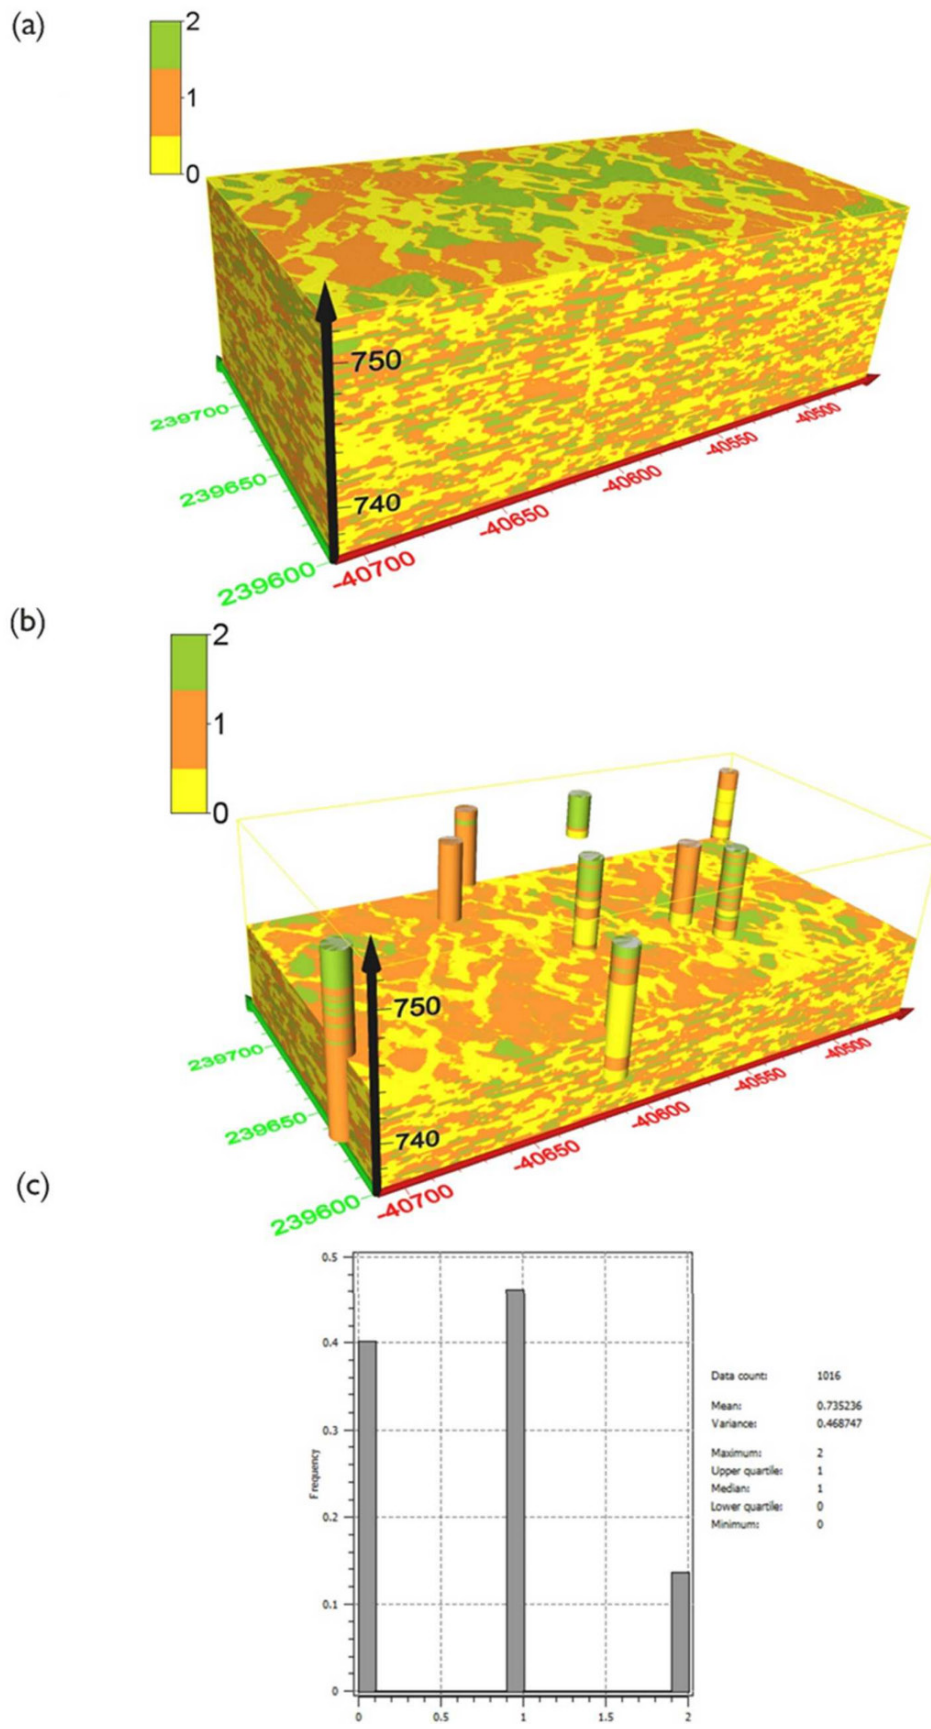 (a)
2
1
0
750
740
239700
239650
239600
-40700
-40650
-40600
-40550
-40500
(b)
2
1
0
750
740
239700
239650
239600
-40700
-40650
-40600
-40550
-40500
(c)
0.5
0.4
0.3
0.2
0.1
0
Frequency
0 0.5 1 1.5 2
Data count: 1016
Mean: 0.735236
Variance: 0.468747
Maximum: 2
Upper quartile: 1
Median: 1
Lower quartile: 0
Minimum: 0